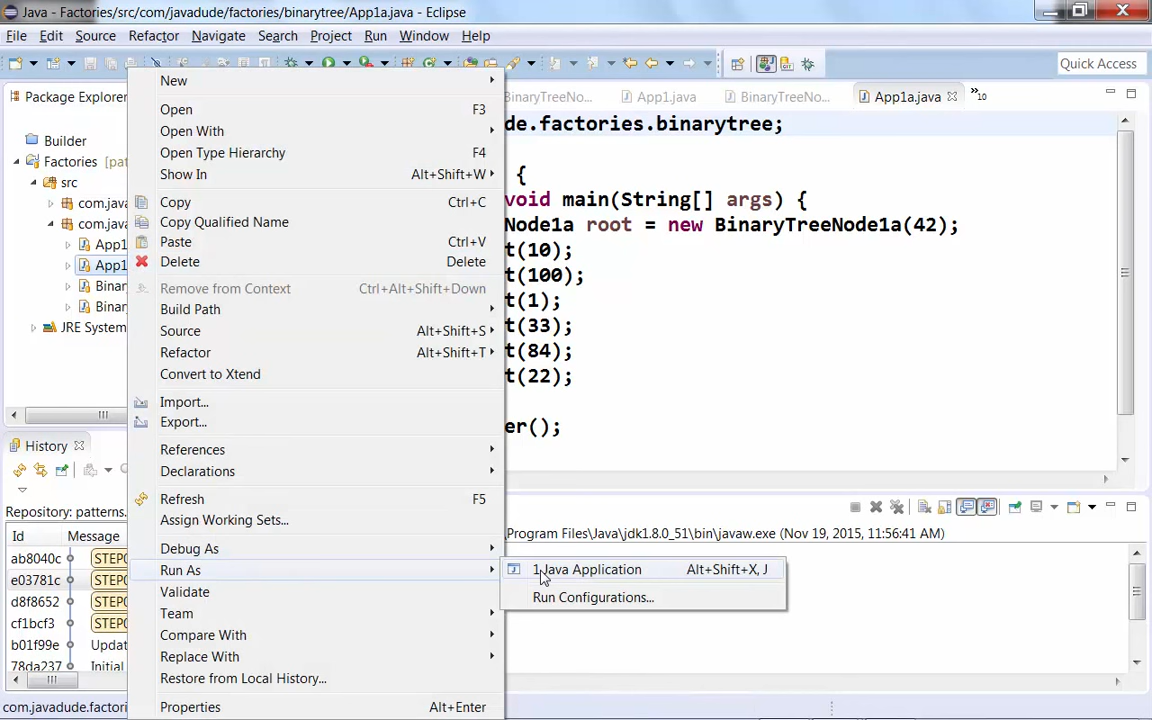 Java - Factories/src/com/javadude/factories/binarytree/App1a.java - Eclipse
File Edit Source Refactor Navigate Search Project Run Window Help
Quick Access
Package Explorer
BinaryTreeNo...
App1.java
BinaryTreeNo...
App1a.java
10
Builder
Factories [pat
src
com.java
com.java
App1
App1
Binar
Binar
JRE System
New
Open F3
Open With
Open Type Hierarchy F4
Show In Alt+Shift+W
Copy Ctrl+C
Copy Qualified Name
Paste Ctrl+V
Delete Delete
Remove from Context Ctrl+Alt+Shift+Down
Build Path
Source Alt+Shift+S
Refactor Alt+Shift+T
Convert to Xtend
Import...
Export...
References
Declarations
Refresh F5
Assign Working Sets...
Debug As
Run As
Validate
Team
Compare With
Replace With
Restore from Local History...
Properties Alt+Enter
1 Java Application Alt+Shift+X, J
Run Configurations...
de.factories.binarytree;
{
void main(String[] args) {
Node1a root = new BinaryTreeNode1a(42);
t(10);
t(100);
t(1);
t(33);
t(84);
t(22);
er();
Program Files/Java/jdk1.8.0_51\bin\javaw.exe (Nov 19, 2015, 11:56:41 AM)
History
Repository: patterns.
Id Message
ab8040c STEP0
e03781c STEP0
d8f8652 STEP0
cf1bcf3 STEP0
b01f99e Updat
78da237 Initial
com.javadude.factori